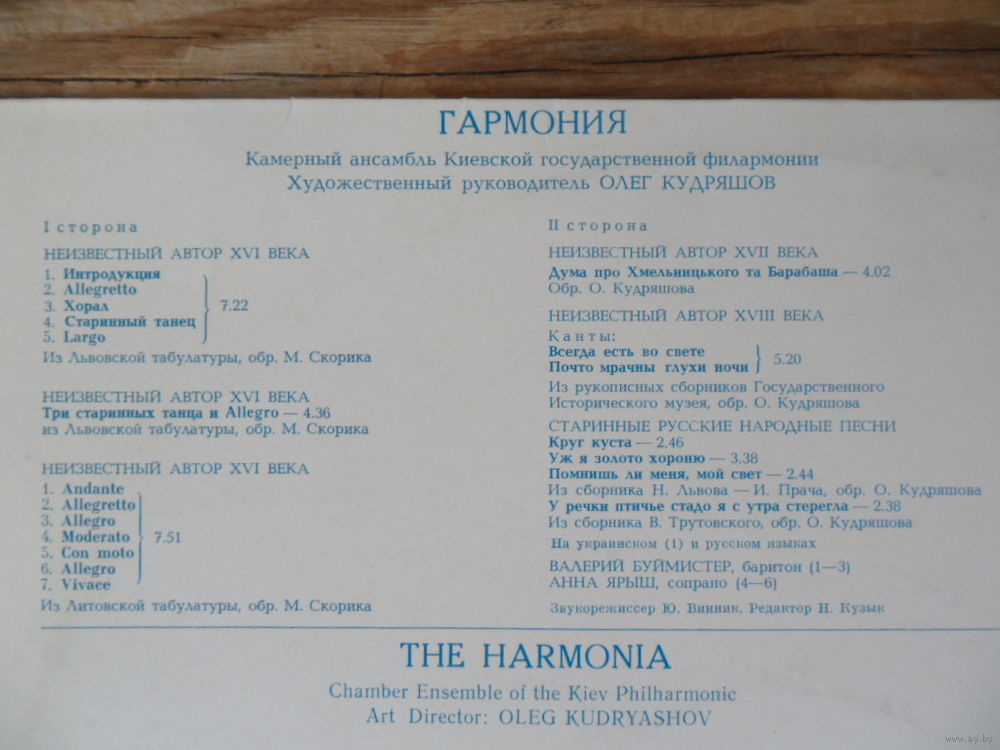 ГАРМОНИЯ
Камерный ансамбль Киевской государственной филармонии
Художественный руководитель ОЛЕГ КУДРЯШОВ
I сторона
НЕИЗВЕСТНЫЙ АВТОР XVI ВЕКА
1. Интродукция
2. Allegretto
3. Хорал
4. Старинный танец
5. Largo
7.22
Из Львовской табулатуры, обр. М. Скорика
НЕИЗВЕСТНЫЙ АВТОР XVI ВЕКА
Три старинных танца и Allegro — 4.36
из Львовской табулатуры, обр. М. Скорика
НЕИЗВЕСТНЫЙ АВТОР XVI ВЕКА
1. Andante
2. Allegretto
3. Allegro
4. Moderato
5. Con moto
6. Allegro
7. Vivace
7.51
Из Литовской табулатуры, обр. М. Скорика
II сторона
НЕИЗВЕСТНЫЙ АВТОР XVII ВЕКА
Дума про Хмельницького та Барабаша — 4.02
Обр. О. Кудряшова
НЕИЗВЕСТНЫЙ АВТОР XVIII ВЕКА
Канты:
Всегда есть во свете
Почто мрачны глухи ночи
5.20
Из рукописных сборников Государственного
Исторического музея, обр. О. Кудряшова
СТАРИННЫЕ РУССКИЕ НАРОДНЫЕ ПЕСНИ
Круг куста — 2.46
Уж я золото хороню — 3.38
Помнишь ли меня, мой свет — 2.44
Из сборника Н. Львова — И. Прача, обр. О. Кудряшова
У речки птичье стадо я с утра стерегла — 2.38
Из сборника В. Трутовского, обр. О. Кудряшова
На украинском (1) и русском языках
ВАЛЕРИЙ БУЙМИСТЕР, баритон (1—3)
АННА ЯРЫШ, сопрано (4—6)
Звукорежиссер Ю. Винник. Редактор Н. Кузык
THE HARMONIA
Chamber Ensemble of the Kiev Philharmonic
Art Director: OLEG KUDRYASHOV
www.ay.by